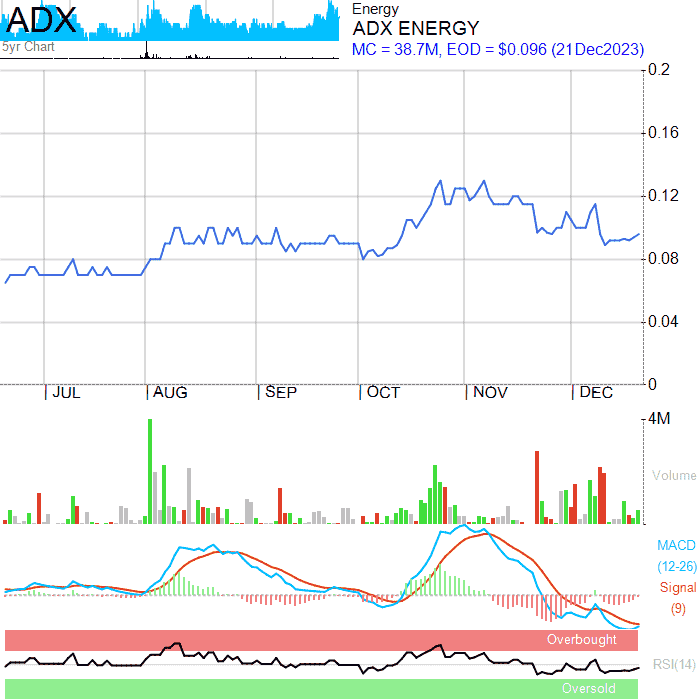 ADX
5yr Chart
Energy
ADX ENERGY
MC = 38.7M, EOD = $0.096 (21Dec2023)
0.2
0.16
0.12
0.08
0.04
0
JUL AUG SEP OCT NOV DEC
4M
Volume
MACD
(12-26)
Signal
(9)
Overbought
RSI(14)
Oversold